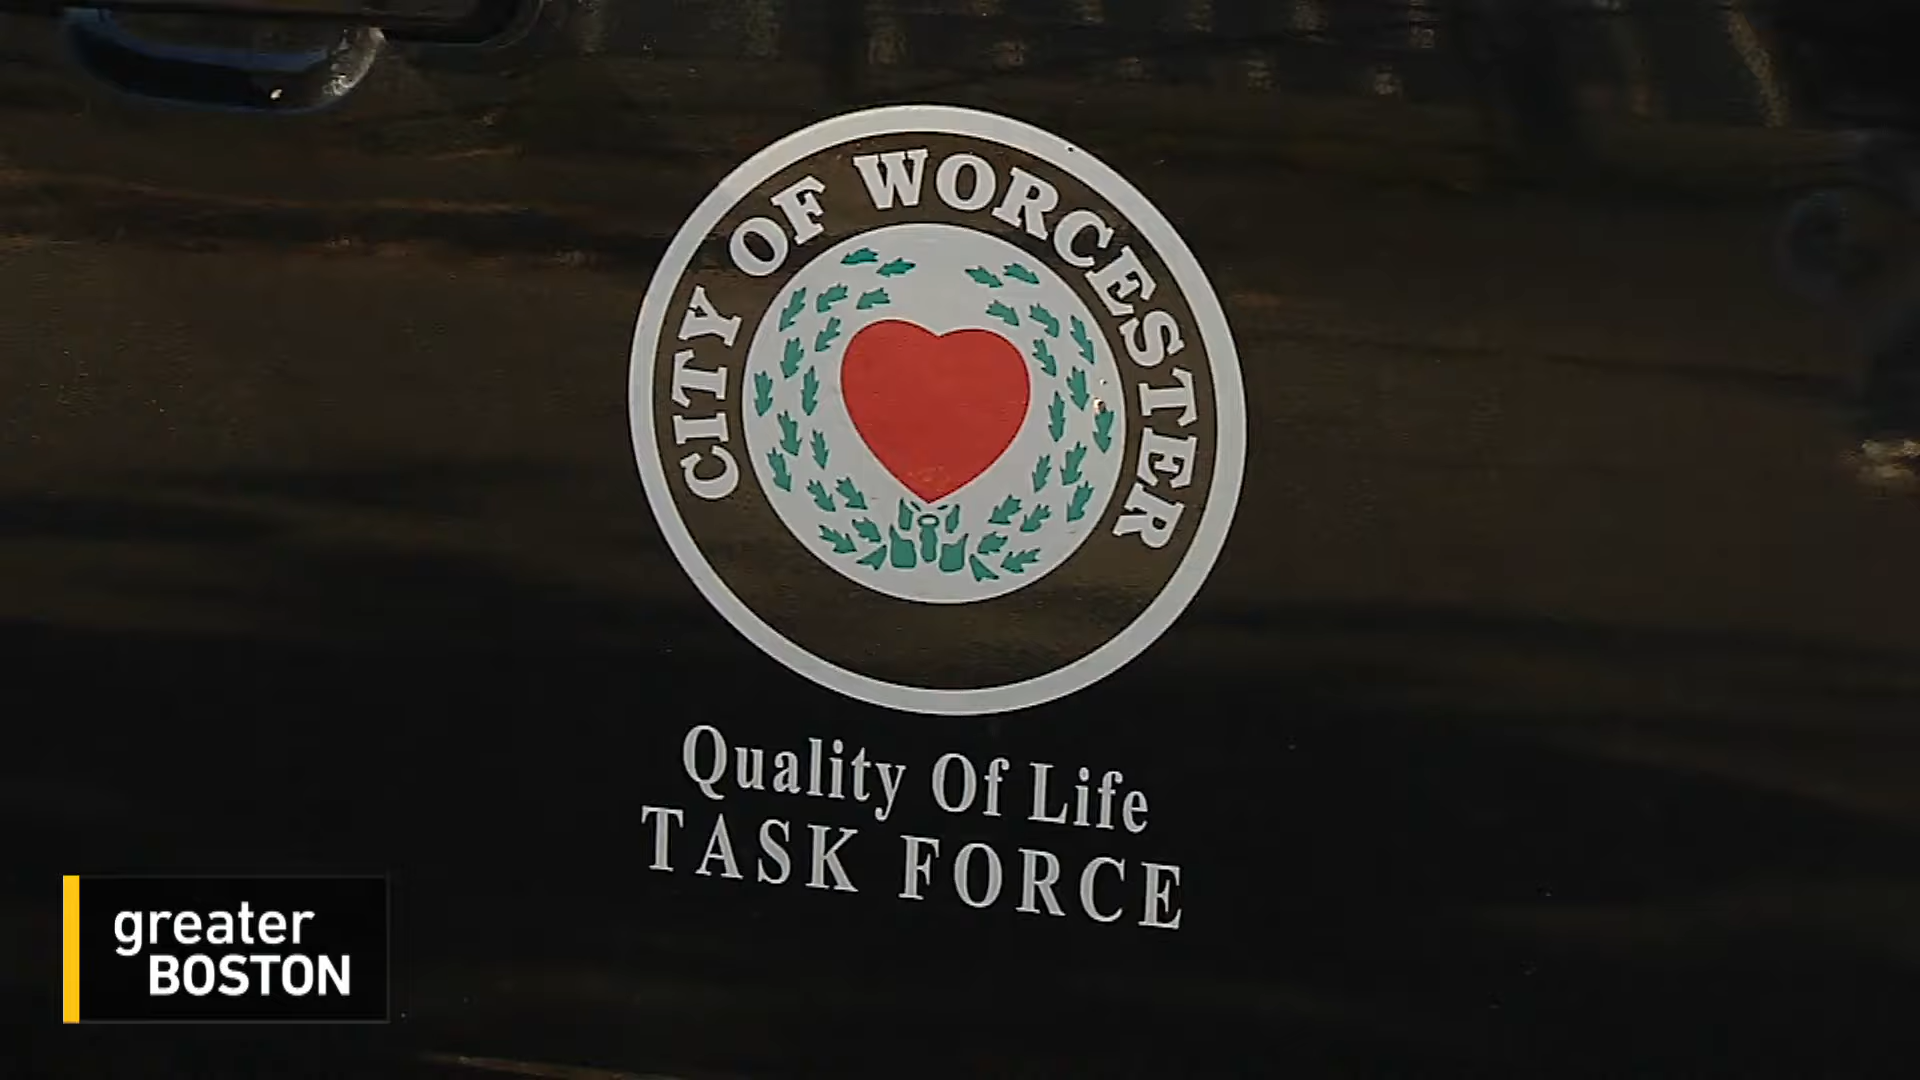 CITY OF WORCESTER
Quality Of Life
TASK FORCE
greater
BOSTON